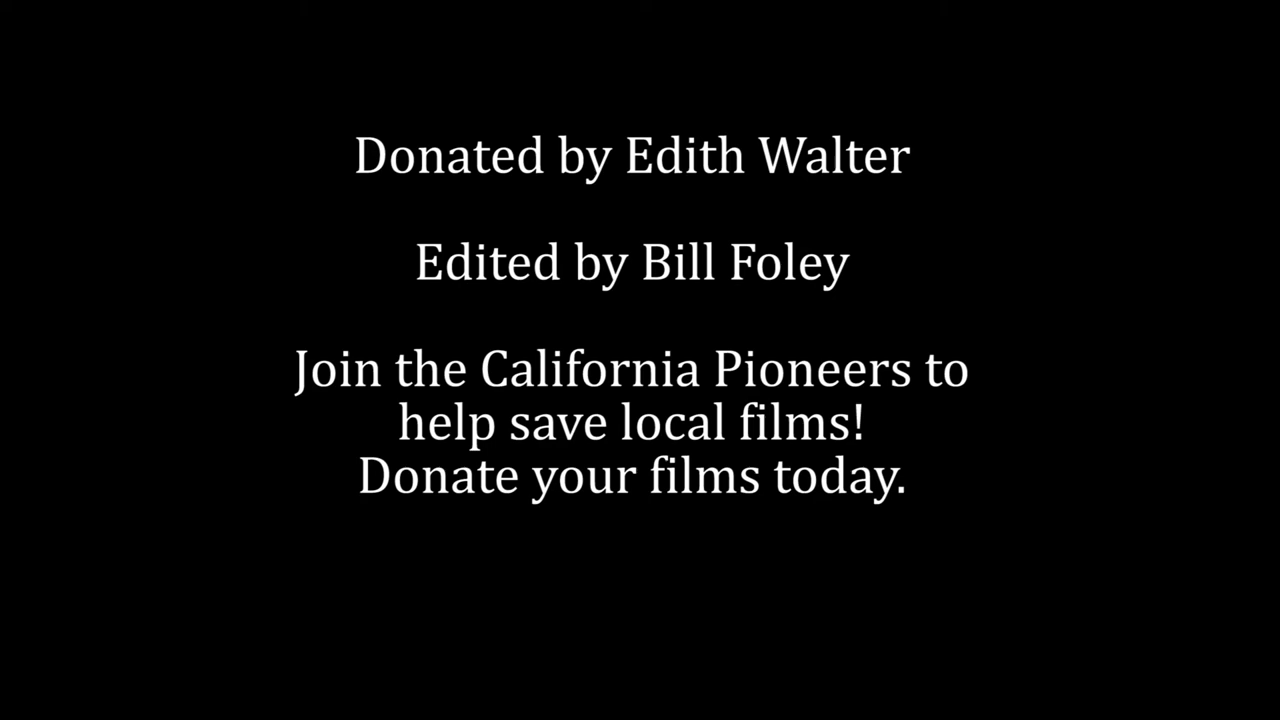 Donated by Edith Walter
Edited by Bill Foley
Join the California Pioneers to
help save local films!
Donate your films today.